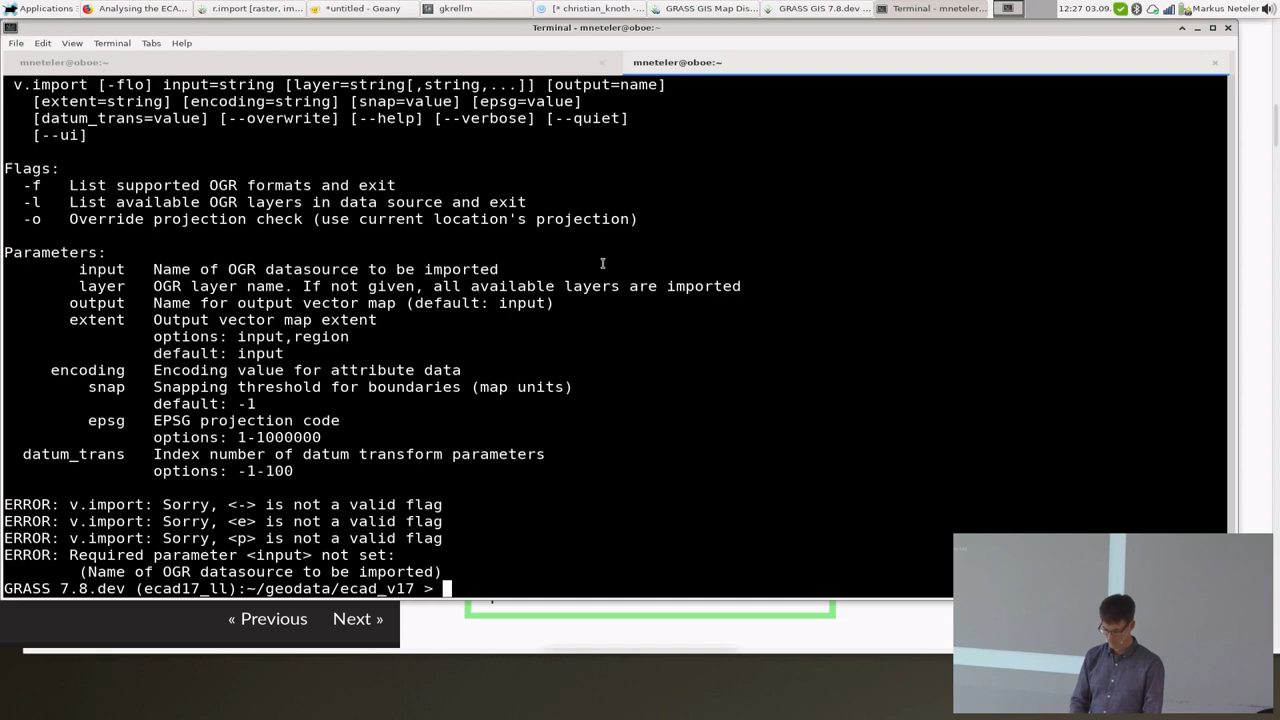 Applications
Analysing the ECA...
r.import [raster, im...
*untitled - Geany
gkrellm
[* christian_knoth -...
GRASS GIS Map Dis...
GRASS GIS 7.8.dev ...
Terminal - mneteler...
12:27 03.09.
Markus Neteler
Terminal - mneteler@oboe:~
File Edit View Terminal Tabs Help
mneteler@oboe:~
mneteler@oboe:~
v.import [-flo] input=string [layer=string[,string,...]] [output=name]
[extent=string] [encoding=string] [snap=value] [epsg=value]
[datum_trans=value] [--overwrite] [--help] [--verbose] [--quiet]
[--ui]
Flags:
-f List supported OGR formats and exit
-l List available OGR layers in data source and exit
-o Override projection check (use current location's projection)
Parameters:
input Name of OGR datasource to be imported
layer OGR layer name. If not given, all available layers are imported
output Name for output vector map (default: input)
extent Output vector map extent
options: input,region
default: input
encoding Encoding value for attribute data
snap Snapping threshold for boundaries (map units)
default: -1
epsg EPSG projection code
options: 1-1000000
datum_trans Index number of datum transform parameters
options: -1-100
ERROR: v.import: Sorry, <-> is not a valid flag
ERROR: v.import: Sorry, <e> is not a valid flag
ERROR: v.import: Sorry, <p> is not a valid flag
ERROR: Required parameter <input> not set:
(Name of OGR datasource to be imported)
GRASS 7.8.dev (ecad17_ll):~/geodata/ecad_v17 >
« Previous Next »